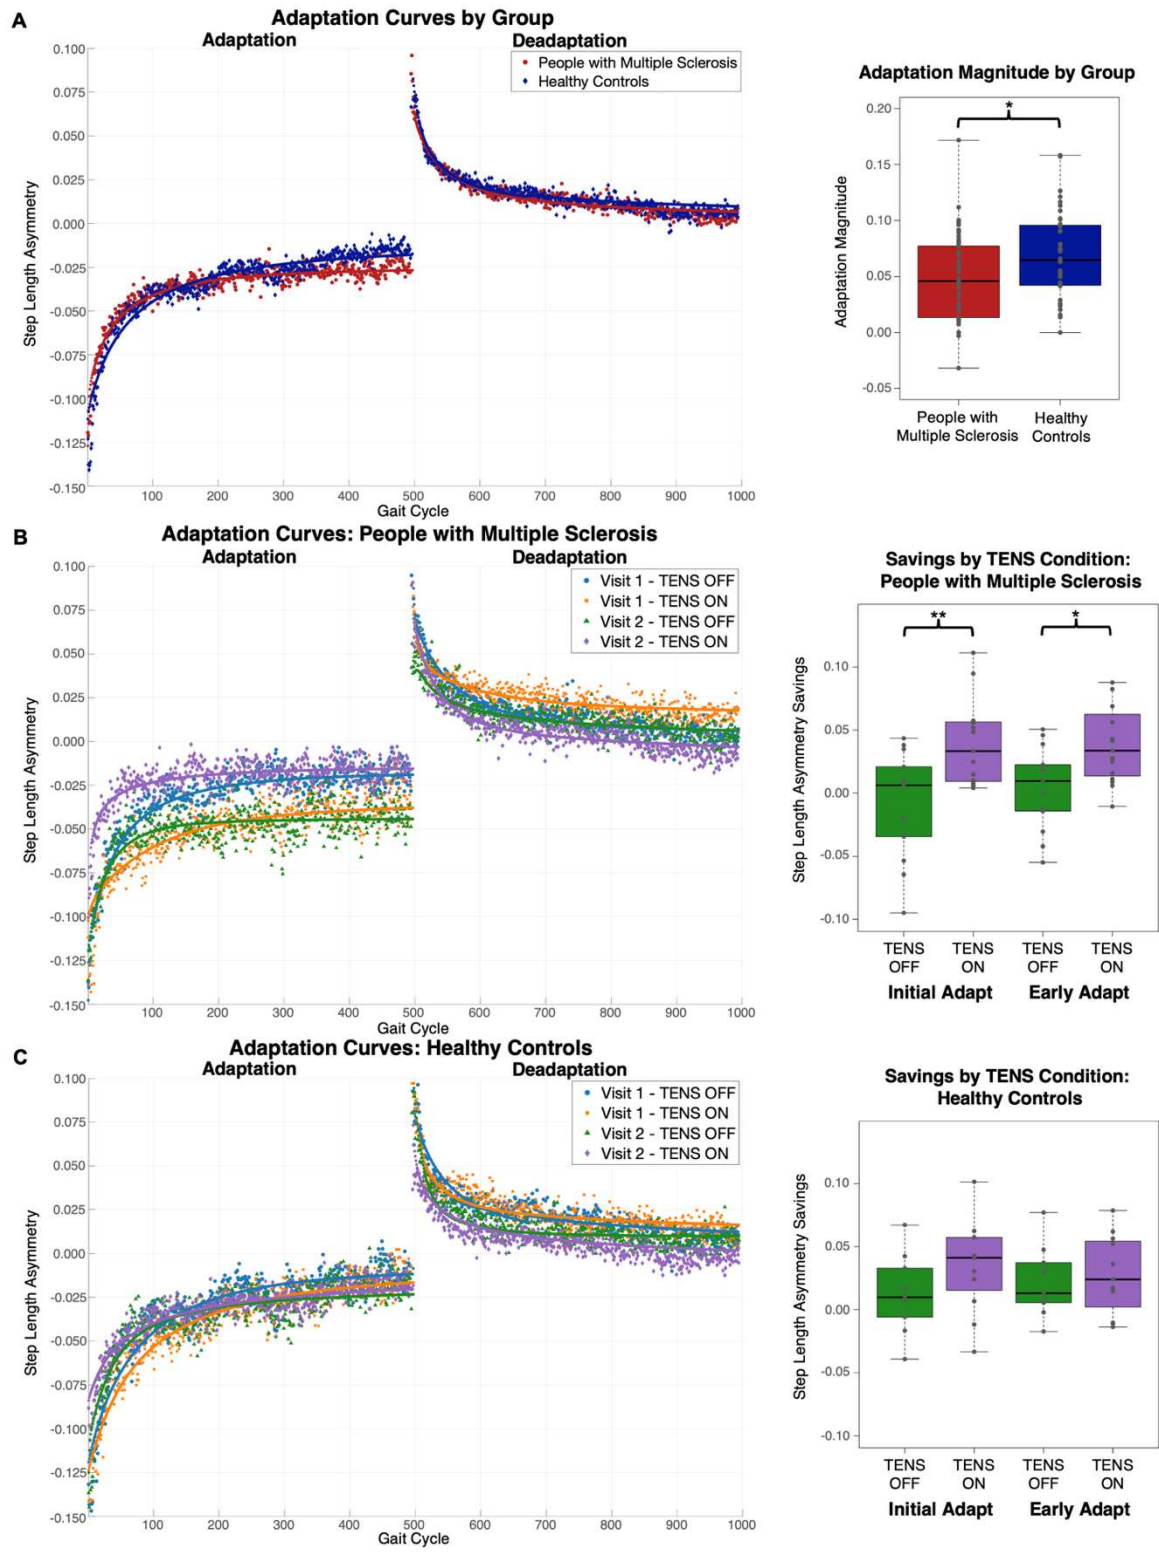 A
Adaptation Curves by Group
Adaptation Deadaptation
People with Multiple Sclerosis
Healthy Controls
0.100
0.075
0.050
0.025
0.000
-0.025
-0.050
-0.075
-0.100
-0.125
-0.150
Step Length Asymmetry
100 200 300 400 500 600 700 800 900 1000
Gait Cycle
Adaptation Magnitude by Group
*
0.20
0.15
0.10
0.05
0.00
-0.05
Adaptation Magnitude
People with Healthy
Multiple Sclerosis Controls
B
Adaptation Curves: People with Multiple Sclerosis
Adaptation Deadaptation
Visit 1 - TENS OFF
Visit 1 - TENS ON
Visit 2 - TENS OFF
Visit 2 - TENS ON
0.100
0.075
0.050
0.025
0.000
-0.025
-0.050
-0.075
-0.100
-0.125
-0.150
Step Length Asymmetry
100 200 300 400 500 600 700 800 900 1000
Gait Cycle
Savings by TENS Condition:
People with Multiple Sclerosis
** *
0.10
0.05
0.00
-0.05
-0.10
Step Length Asymmetry Savings
TENS TENS TENS TENS
OFF ON OFF ON
Initial Adapt Early Adapt
C
Adaptation Curves: Healthy Controls
Adaptation Deadaptation
Visit 1 - TENS OFF
Visit 1 - TENS ON
Visit 2 - TENS OFF
Visit 2 - TENS ON
0.100
0.075
0.050
0.025
0.000
-0.025
-0.050
-0.075
-0.100
-0.125
-0.150
Step Length Asymmetry
100 200 300 400 500 600 700 800 900 1000
Gait Cycle
Savings by TENS Condition:
Healthy Controls
0.10
0.05
0.00
-0.05
-0.10
Step Length Asymmetry Savings
TENS TENS TENS TENS
OFF ON OFF ON
Initial Adapt Early Adapt